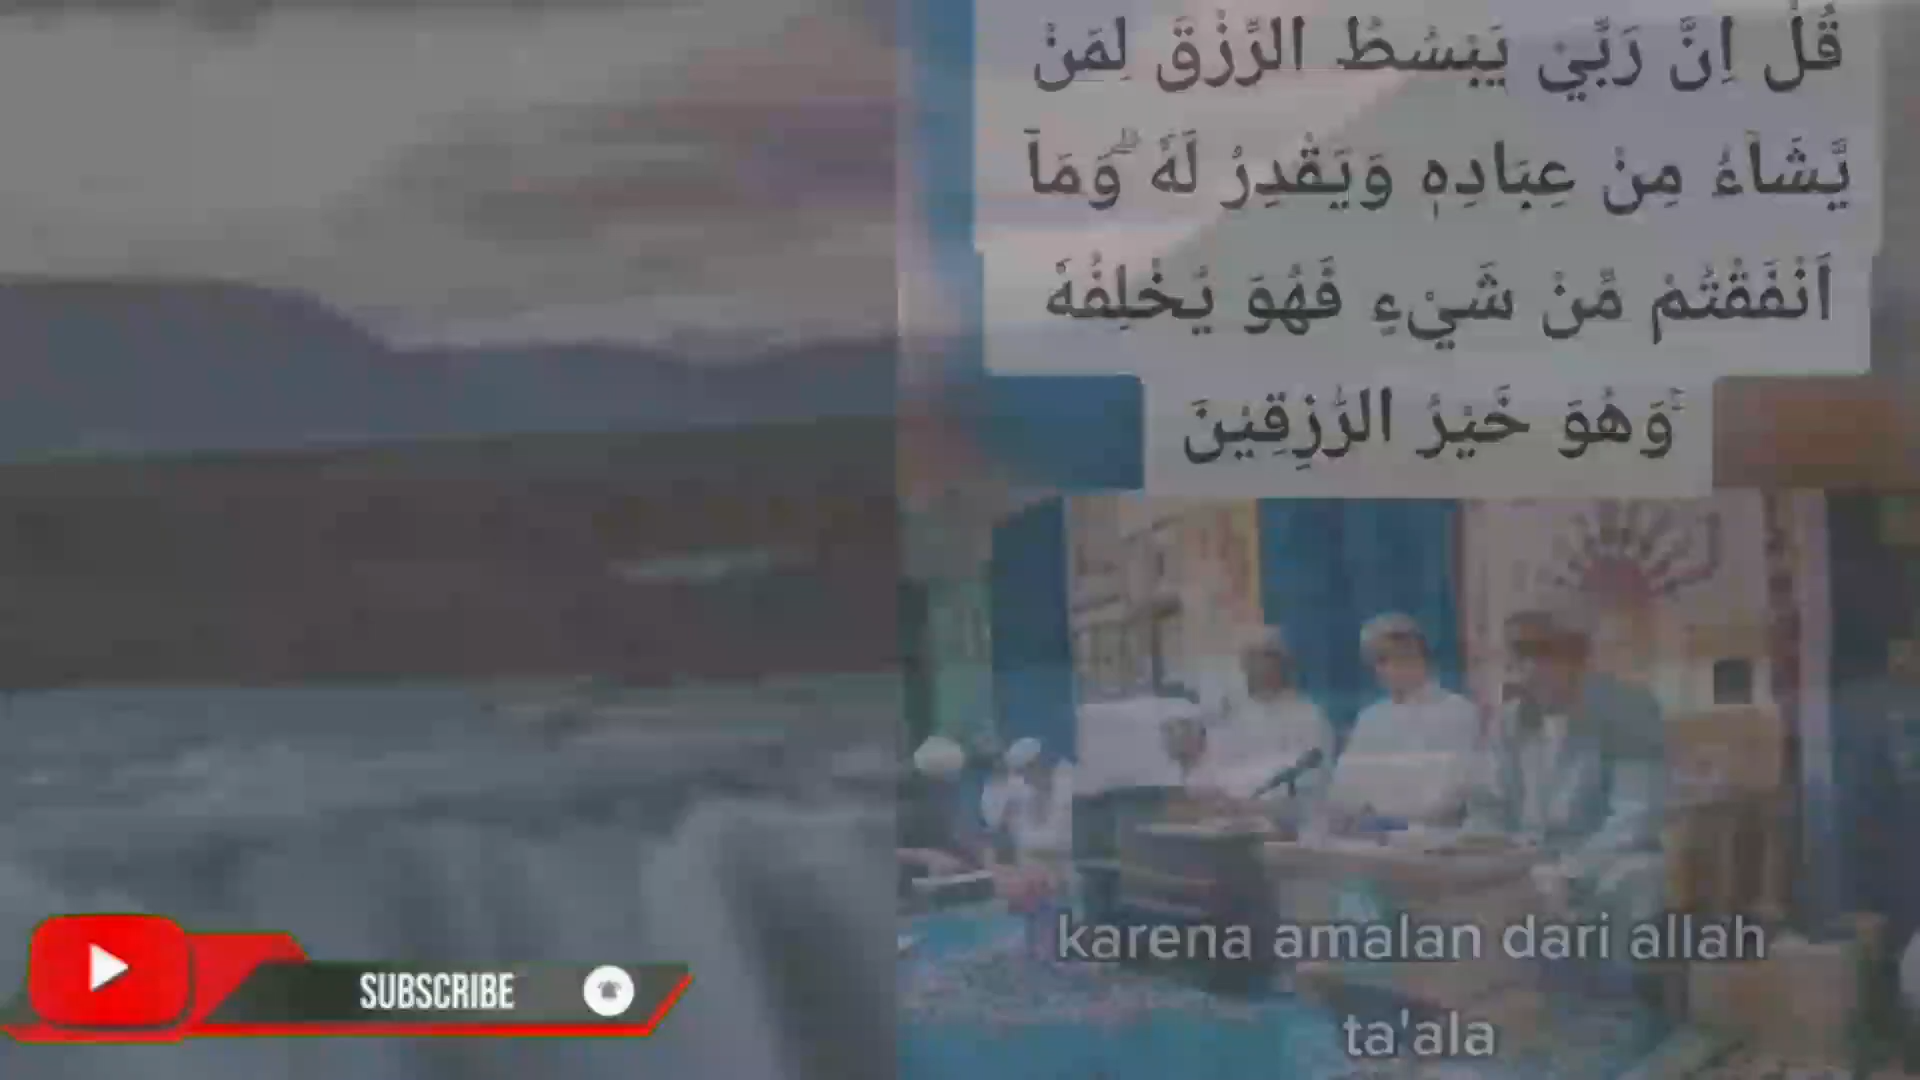 قُلْ اِنَّ رَبِّيْ يَبْسُطُ الرِّزْقَ لِمَنْ
يَّشَاۤءُ مِنْ عِبَادِهٖ وَيَقْدِرُ لَهٗ ۗوَمَآ
اَنْفَقْتُمْ مِّنْ شَيْءٍ فَهُوَ يُخْلِفُهٗ
ۚوَهُوَ خَيْرُ الرّٰزِقِيْنَ
karena amalan dari allah
ta'ala
SUBSCRIBE